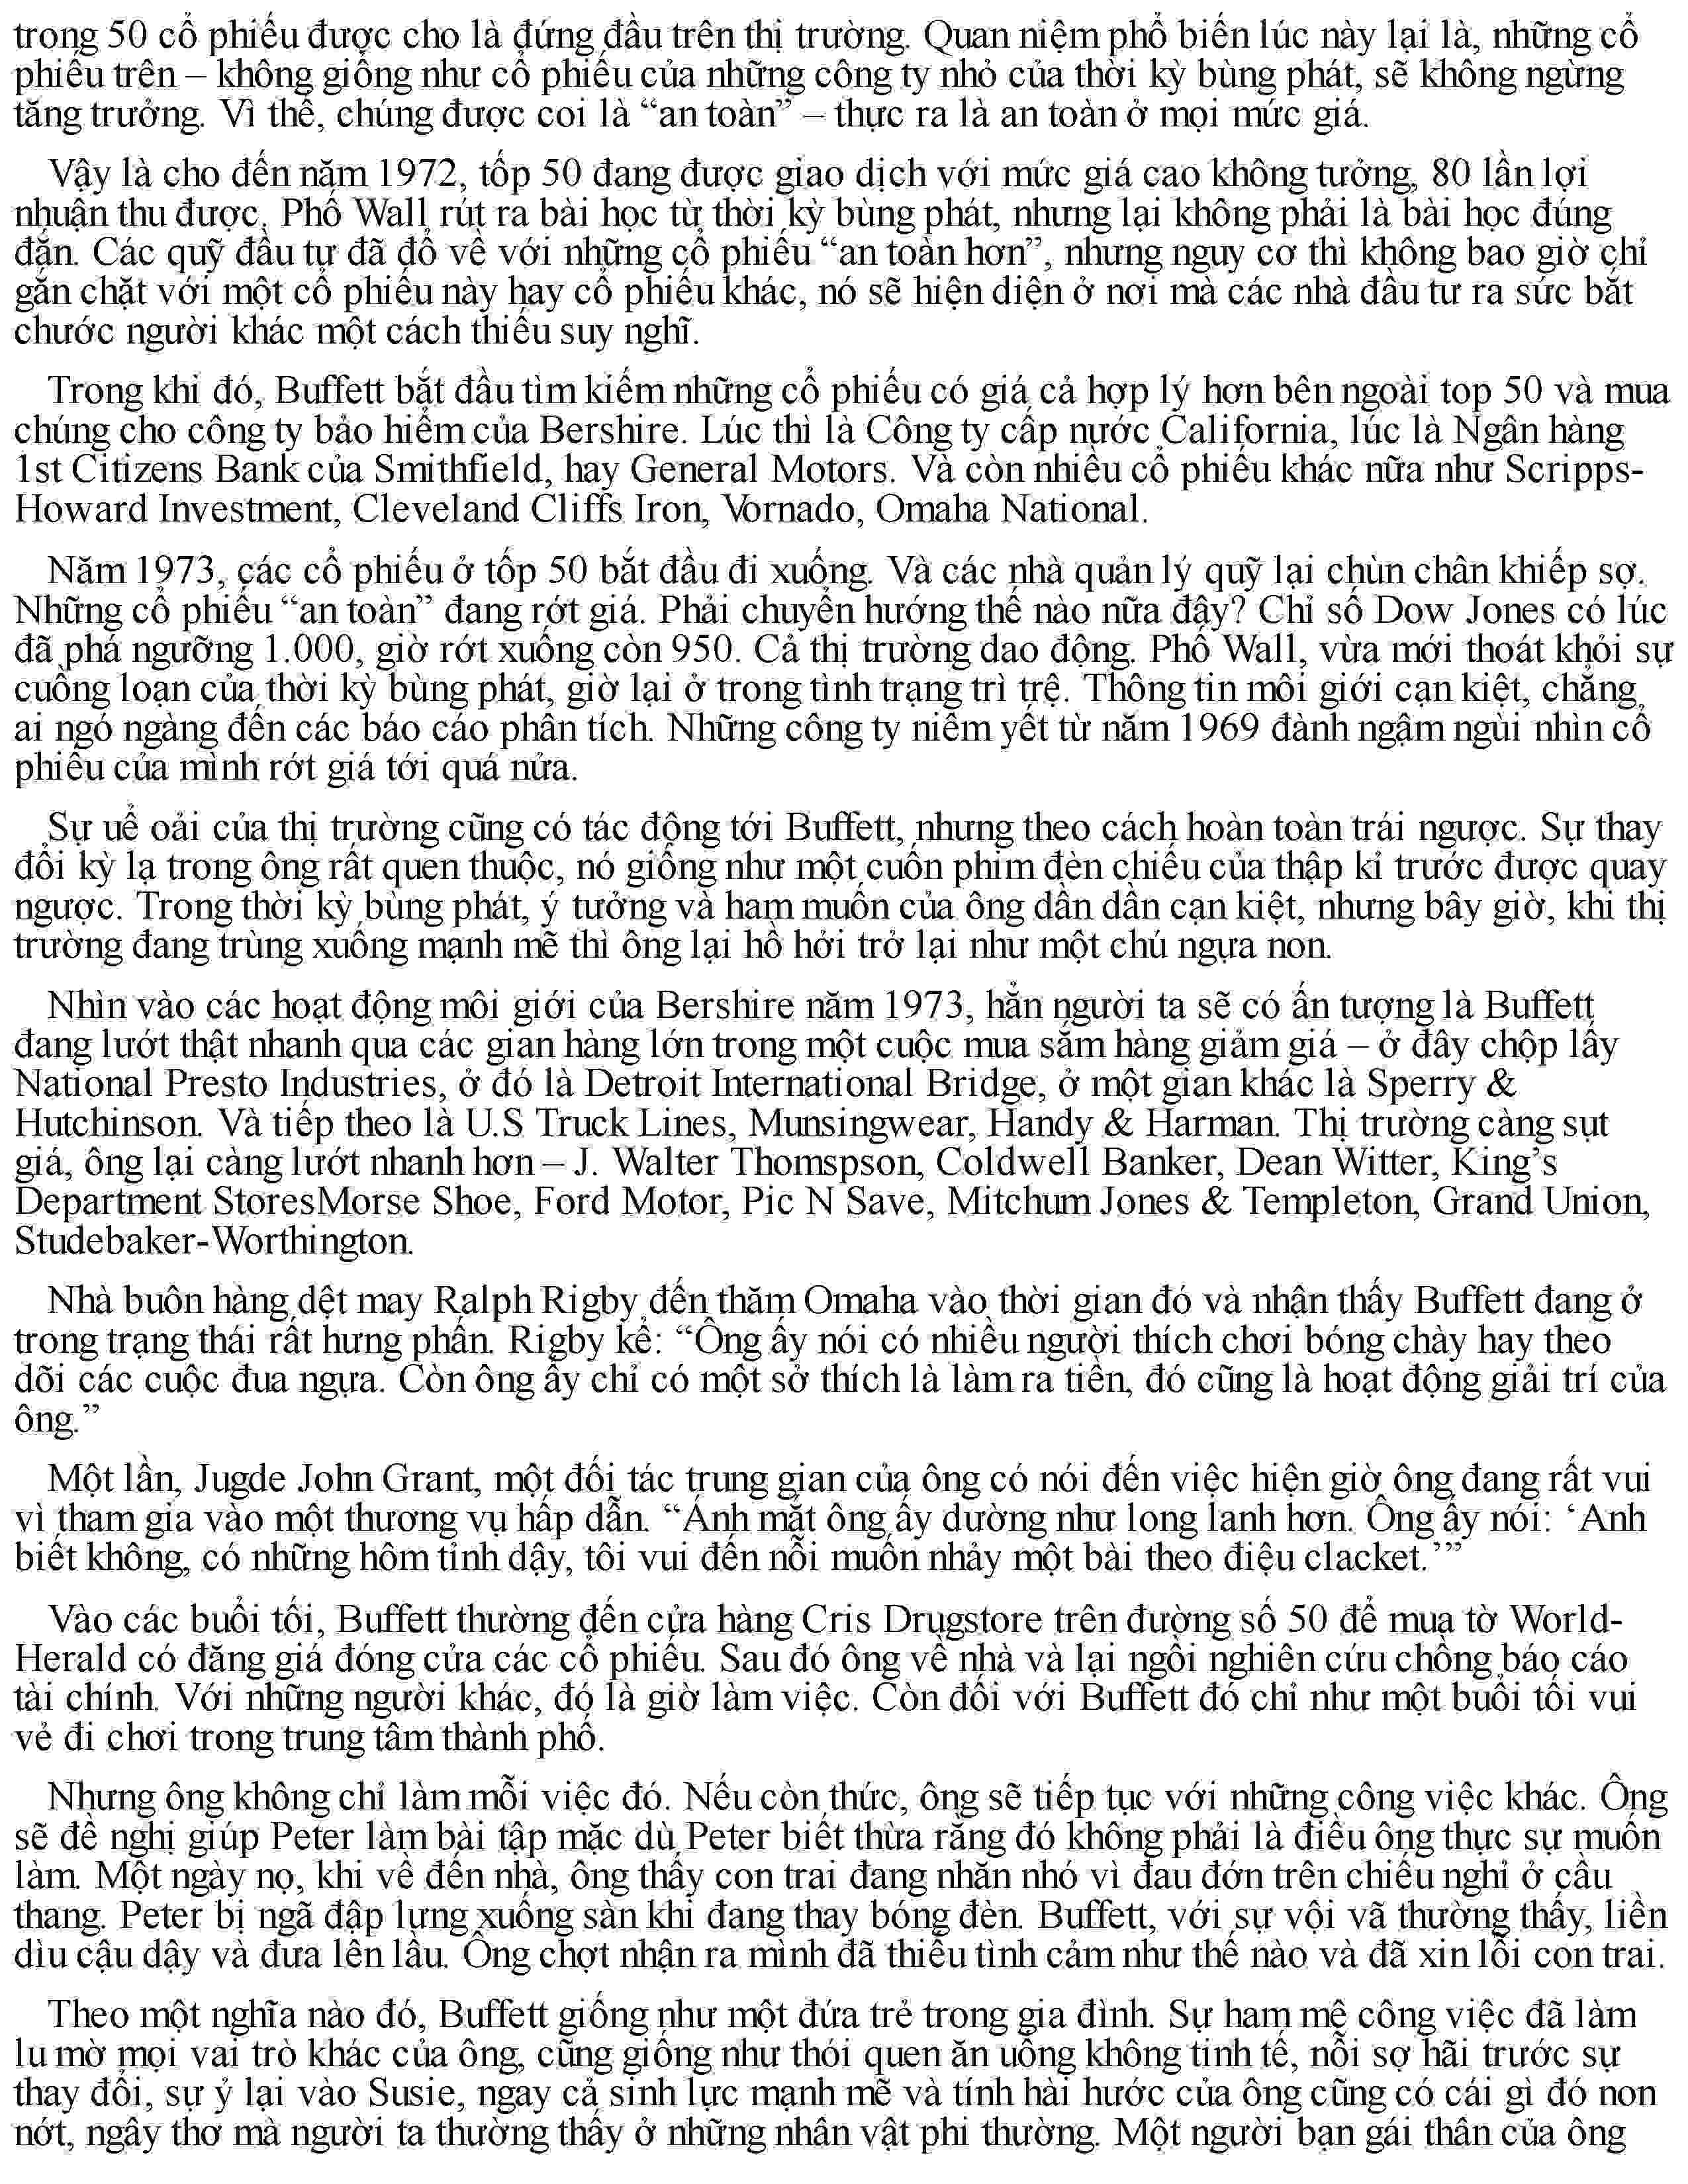 trong 50 cổ phiếu được cho là đứng đầu trên thị trường. Quan niệm phổ biến lúc này lại là, những cổ
phiếu trên – không giống như cổ phiếu của những công ty nhỏ của thời kỳ bùng phát, sẽ không ngừng
tăng trưởng. Vì thế, chúng được coi là “an toàn” – thực ra là an toàn ở mọi mức giá.
Vậy là cho đến năm 1972, tốp 50 đang được giao dịch với mức giá cao không tưởng, 80 lần lợi
nhuận thu được. Phố Wall rút ra bài học từ thời kỳ bùng phát, nhưng lại không phải là bài học đúng
đắn. Các quỹ đầu tư đã đổ về với những cổ phiếu “an toàn hơn”, nhưng nguy cơ thì không bao giờ chỉ
gắn chặt với một cổ phiếu này hay cổ phiếu khác, nó sẽ hiện diện ở nơi mà các nhà đầu tư ra sức bắt
chước người khác một cách thiếu suy nghĩ.
Trong khi đó, Buffett bắt đầu tìm kiếm những cổ phiếu có giá cả hợp lý hơn bên ngoài top 50 và mua
chúng cho công ty bảo hiểm của Bershire. Lúc thì là Công ty cấp nước California, lúc là Ngân hàng
1st Citizens Bank của Smithfield, hay General Motors. Và còn nhiều cổ phiếu khác nữa như Scripps-
Howard Investment, Cleveland Cliffs Iron, Vornado, Omaha National.
Năm 1973, các cổ phiếu ở tốp 50 bắt đầu đi xuống. Và các nhà quản lý quỹ lại chùn chân khiếp sợ.
Những cổ phiếu “an toàn” đang rớt giá. Phải chuyển hướng thế nào nữa đây? Chỉ số Dow Jones có lúc
đã phá ngưỡng 1.000, giờ rớt xuống còn 950. Cả thị trường dao động. Phố Wall, vừa mới thoát khỏi sự
cuồng loạn của thời kỳ bùng phát, giờ lại ở trong tình trạng trì trệ. Thông tin môi giới cạn kiệt, chẳng
ai ngó ngàng đến các báo cáo phân tích. Những công ty niêm yết từ năm 1969 đành ngậm ngùi nhìn cổ
phiếu của mình rớt giá tới quá nửa.
Sự uể oải của thị trường cũng có tác động tới Buffett, nhưng theo cách hoàn toàn trái ngược. Sự thay
đổi kỳ lạ trong ông rất quen thuộc, nó giống như một cuốn phim đèn chiếu của thập kỉ trước được quay
ngược. Trong thời kỳ bùng phát, ý tưởng và ham muốn của ông dần dần cạn kiệt, nhưng bây giờ, khi thị
trường đang trùng xuống mạnh mẽ thì ông lại hồ hởi trở lại như một chú ngựa non.
Nhìn vào các hoạt động môi giới của Bershire năm 1973, hẳn người ta sẽ có ấn tượng là Buffett
đang lướt thật nhanh qua các gian hàng lớn trong một cuộc mua sắm hàng giảm giá – ở đây chộp lấy
National Presto Industries, ở đó là Detroit International Bridge, ở một gian khác là Sperry &
Hutchinson. Và tiếp theo là U.S Truck Lines, Munsingwear, Handy & Harman. Thị trường càng sụt
giá, ông lại càng lướt nhanh hơn – J. Walter Thomspson, Coldwell Banker, Dean Witter, King’s
Department StoresMorse Shoe, Ford Motor, Pic N Save, Mitchum Jones & Templeton, Grand Union,
Studebaker-Worthington.
Nhà buôn hàng dệt may Ralph Rigby đến thăm Omaha vào thời gian đó và nhận thấy Buffett đang ở
trong trạng thái rất hưng phấn. Rigby kể: “Ông ấy nói có nhiều người thích chơi bóng chày hay theo
dõi các cuộc đua ngựa. Còn ông ấy chỉ có một sở thích là làm ra tiền, đó cũng là hoạt động giải trí của
ông.”
Một lần, Jugde John Grant, một đối tác trung gian của ông có nói đến việc hiện giờ ông đang rất vui
vì tham gia vào một thương vụ hấp dẫn. “Ánh mắt ông ấy dường như long lanh hơn. Ông ấy nói: ‘Anh
biết không, có những hôm tỉnh dậy, tôi vui đến nỗi muốn nhảy một bài theo điệu clacket.’”
Vào các buổi tối, Buffett thường đến cửa hàng Cris Drugstore trên đường số 50 để mua tờ World-
Herald có đăng giá đóng cửa các cổ phiếu. Sau đó ông về nhà và lại ngồi nghiên cứu chồng báo cáo
tài chính. Với những người khác, đó là giờ làm việc. Còn đối với Buffett đó chỉ như một buổi tối vui
vẻ đi chơi trong trung tâm thành phố.
Nhưng ông không chỉ làm mỗi việc đó. Nếu còn thức, ông sẽ tiếp tục với những công việc khác. Ông
sẽ đề nghị giúp Peter làm bài tập mặc dù Peter biết thừa rằng đó không phải là điều ông thực sự muốn
làm. Một ngày nọ, khi về đến nhà, ông thấy con trai đang nhăn nhó vì đau đớn trên chiếu nghỉ ở cầu
thang. Peter bị ngã đập lưng xuống sàn khi đang thay bóng đèn. Buffett, với sự vội vã thường thấy, liền
dìu cậu dậy và đưa lên lầu. Ông chợt nhận ra mình đã thiếu tình cảm như thế nào và đã xin lỗi con trai.
Theo một nghĩa nào đó, Buffett giống như một đứa trẻ trong gia đình. Sự ham mê công việc đã làm
lu mờ mọi vai trò khác của ông, cũng giống như thói quen ăn uống không tinh tế, nỗi sợ hãi trước sự
thay đổi, sự ỷ lại vào Susie, ngay cả sinh lực mạnh mẽ và tính hài hước của ông cũng có cái gì đó non
nớt, ngây thơ mà người ta thường thấy ở những nhân vật phi thường. Một người bạn gái thân của ông